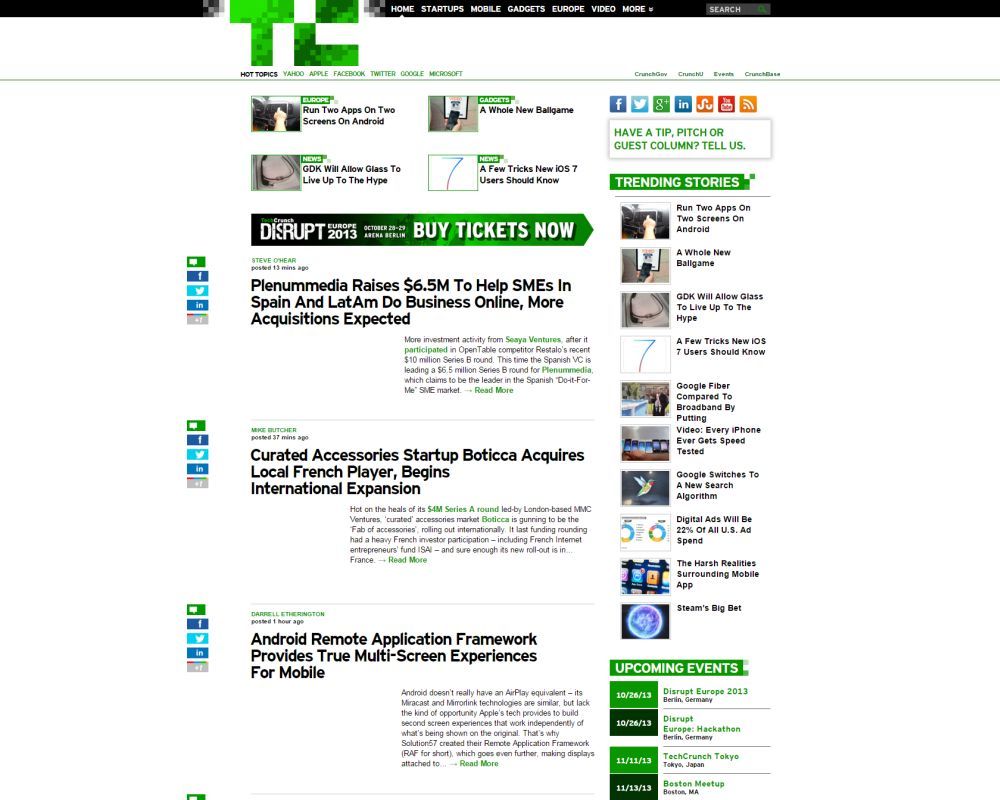 TC
HOME STARTUPS MOBILE GADGETS EUROPE VIDEO MORE
SEARCH
HOT TOPICS YAHOO APPLE FACEBOOK TWITTER GOOGLE MICROSOFT
CrunchGov CrunchU Events CrunchBase
EUROPE
Run Two Apps On Two
Screens On Android
GADGETS
A Whole New Ballgame
NEWS
GDK Will Allow Glass To
Live Up To The Hype
NEWS
A Few Tricks New iOS 7
Users Should Know
TechCrunch
DISRUPT EUROPE
2013
OCTOBER 28-29
ARENA BERLIN
BUY TICKETS NOW
STEVE O'HEAR
posted 13 mins ago
Plenummedia Raises $6.5M To Help SMEs In
Spain And LatAm Do Business Online, More
Acquisitions Expected
More investment activity from Seaya Ventures, after it
participated in OpenTable competitor Restalo's recent
$10 million Series B round. This time the Spanish VC is
leading a $6.5 million Series B round for Plenummedia,
which claims to be the leader in the Spanish "Do-it-For-
Me" SME market. → Read More
MIKE BUTCHER
posted 37 mins ago
Curated Accessories Startup Boticca Acquires
Local French Player, Begins
International Expansion
Hot on the heals of its $4M Series A round led-by London-based MMC
Ventures, 'curated' accessories market Boticca is gunning to be the
'Fab of accessories', rolling out internationally. It last funding rounding
had a heavy French investor participation – including French Internet
entrepreneurs' fund ISAI – and sure enough its new roll-out is in...
France. → Read More
DARRELL ETHERINGTON
posted 1 hour ago
Android Remote Application Framework
Provides True Multi-Screen Experiences
For Mobile
Android doesn't really have an AirPlay equivalent – its
Miracast and Mirrorlink technologies are similar, but lack
the kind of opportunity Apple's tech provides to build
second screen experiences that work independently of
what's being shown on the original. That's why
Solution57 created their Remote Application Framework
(RAF for short), which goes even further, making displays
attached to... → Read More
HAVE A TIP, PITCH OR
GUEST COLUMN? TELL US.
TRENDING STORIES
Run Two Apps On
Two Screens On
Android
A Whole New
Ballgame
GDK Will Allow Glass
To Live Up To The
Hype
A Few Tricks New iOS
7 Users Should Know
Google Fiber
Compared To
Broadband By
Putting
Video: Every iPhone
Ever Gets Speed
Tested
Google Switches To
A New Search
Algorithm
Digital Ads Will Be
22% Of All U.S. Ad
Spend
The Harsh Realities
Surrounding Mobile
App
Steam's Big Bet
UPCOMING EVENTS
10/26/13 Disrupt Europe 2013
Berlin, Germany
10/26/13 Disrupt
Europe: Hackathon
Berlin, Germany
11/11/13 TechCrunch Tokyo
Tokyo, Japan
11/13/13 Boston Meetup
Boston, MA